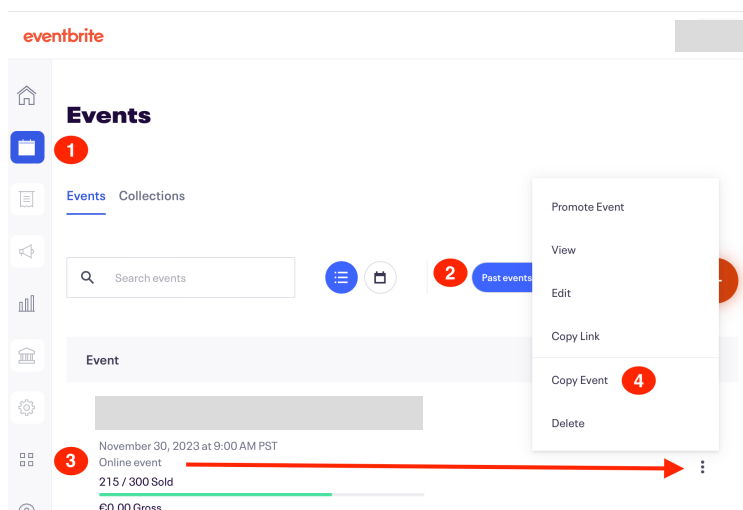 eventbrite
Events
1
Events Collections
Promote Event
View
Edit
Copy Link
Copy Event 4
Delete
Search events
2 Past events
Event
November 30, 2023 at 9:00 AM PST
3 Online event
215 / 300 Sold
€0.00 Gross